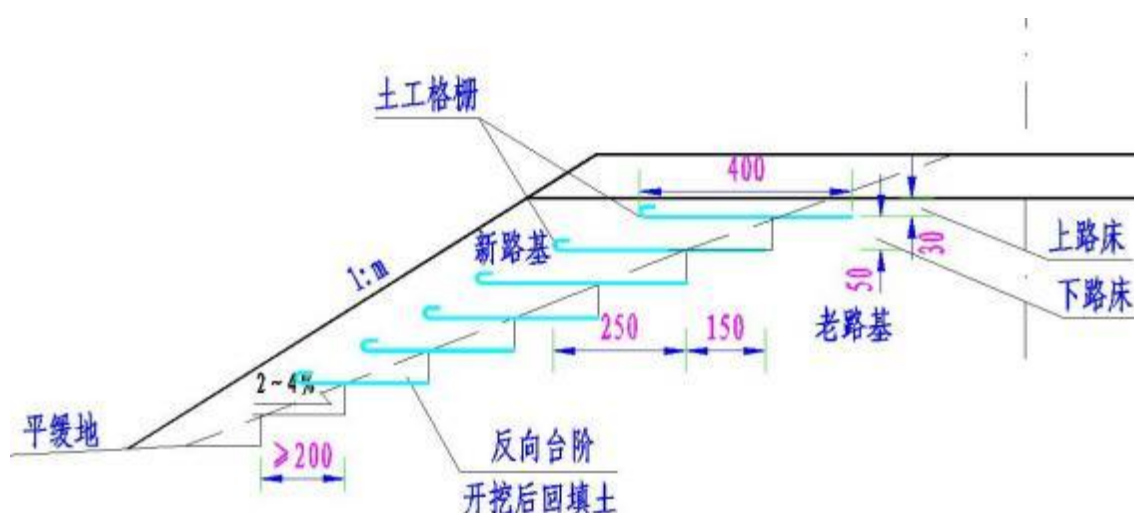 土工格栅
400
新路基
1:m
30
上路床
50
下路床
250
150
老路基
2~4%
平缓地
≥200
反向台阶
开挖后回填土